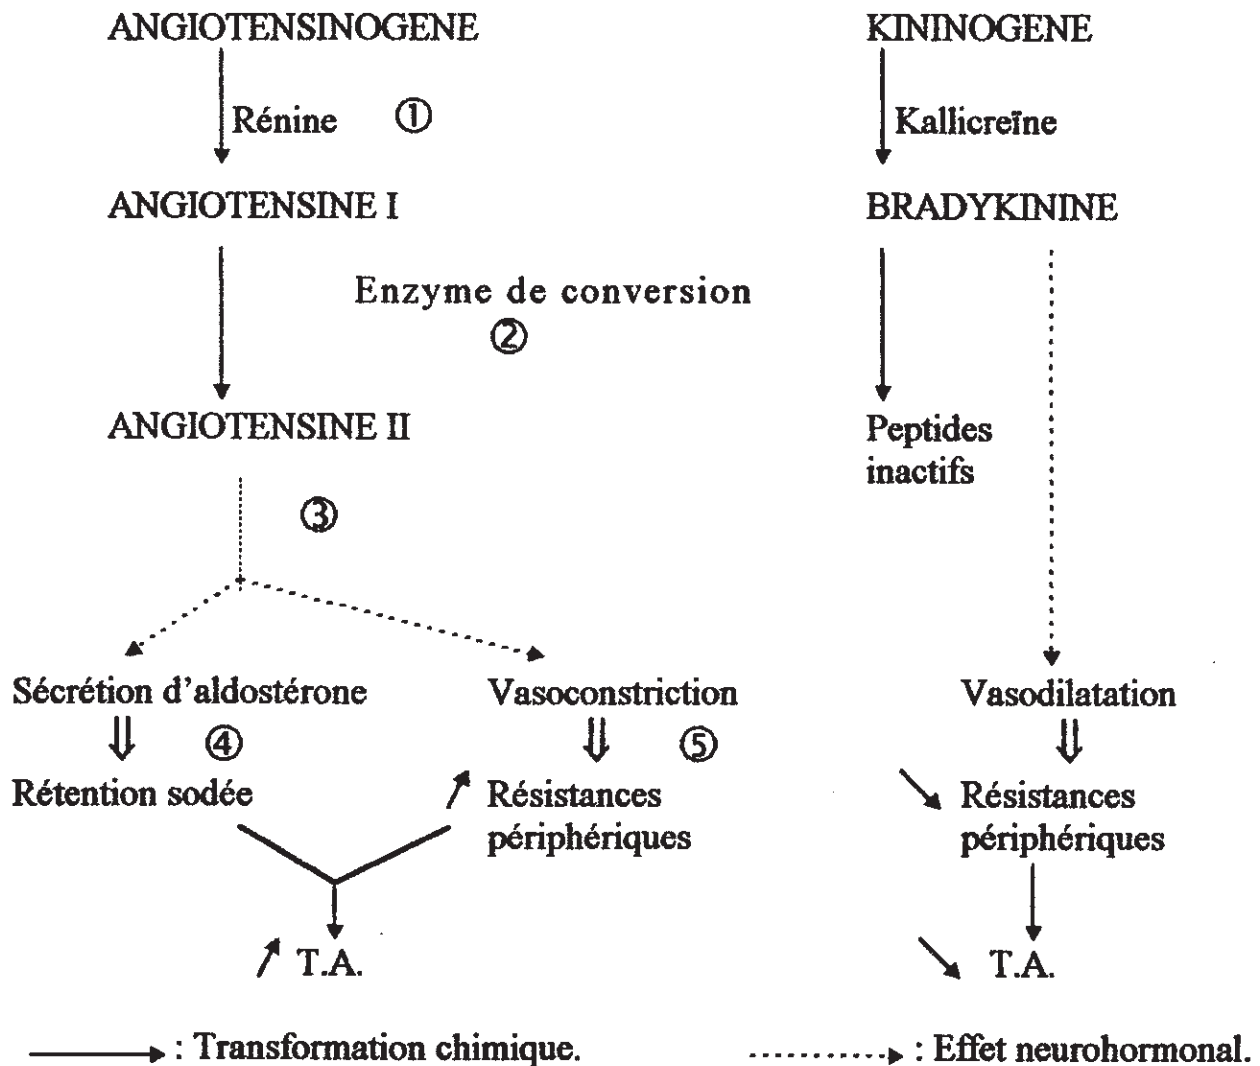 ANGIOTENSINOGENE
Rénine ①
ANGIOTENSINE I
Enzyme de conversion
②
ANGIOTENSINE II
③
Sécrétion d'aldostérone
④
Rétention sodée
Vasoconstriction
⑤
Résistances
périphériques
T.A.
KININOGENE
Kallicreïne
BRADYKININE
Peptides
inactifs
Vasodilatation
Résistances
périphériques
T.A.
: Transformation chimique.
: Effet neurohormonal.